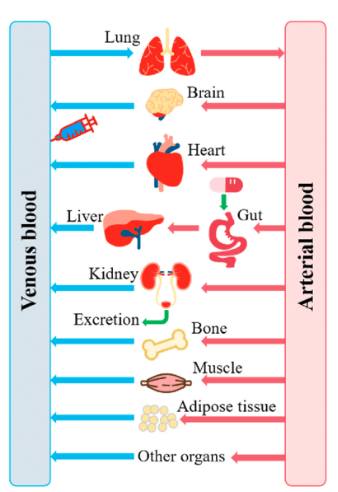 Lung
Brain
Heart
Liver
Gut
Kidney
Excretion
Bone
Muscle
Adipose tissue
Other organs
Venous blood
Arterial blood